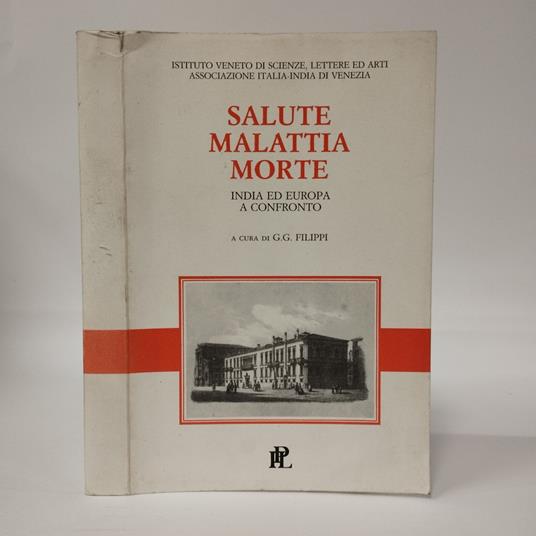 ISTITUTO VENETO DI SCIENZE, LETTERE ED ARTI
ASSOCIAZIONE ITALIA-INDIA DI VENEZIA
SALUTE
MALATTIA
MORTE
INDIA ED EUROPA
A CONFRONTO
A CURA DI G.G. FILIPPI